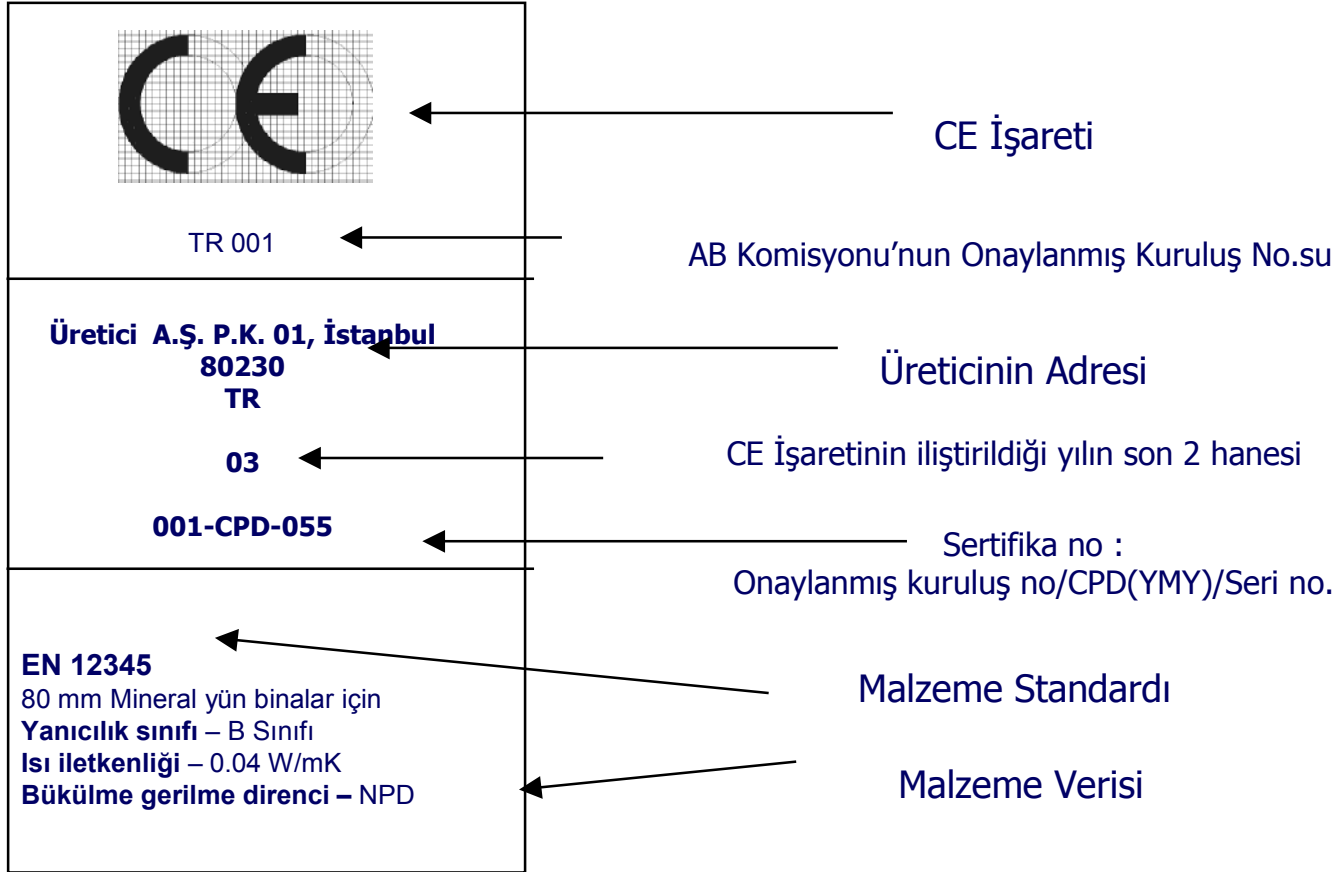 CE
CE İşareti
TR 001
AB Komisyonu’nun Onaylanmış Kuruluş No.su
Üretici A.Ş. P.K. 01, İstanbul
80230
TR
Üreticinin Adresi
03
CE İşaretinin iliştirildiği yılın son 2 hanesi
001-CPD-055
Sertifika no :
Onaylanmış kuruluş no/CPD(YMY)/Seri no.
EN 12345
80 mm Mineral yün binalar için
Yanıcılık sınıfı – B Sınıfı
Isı iletkenliği – 0.04 W/mK
Bükülme gerilme direnci – NPD
Malzeme Standardı
Malzeme Verisi